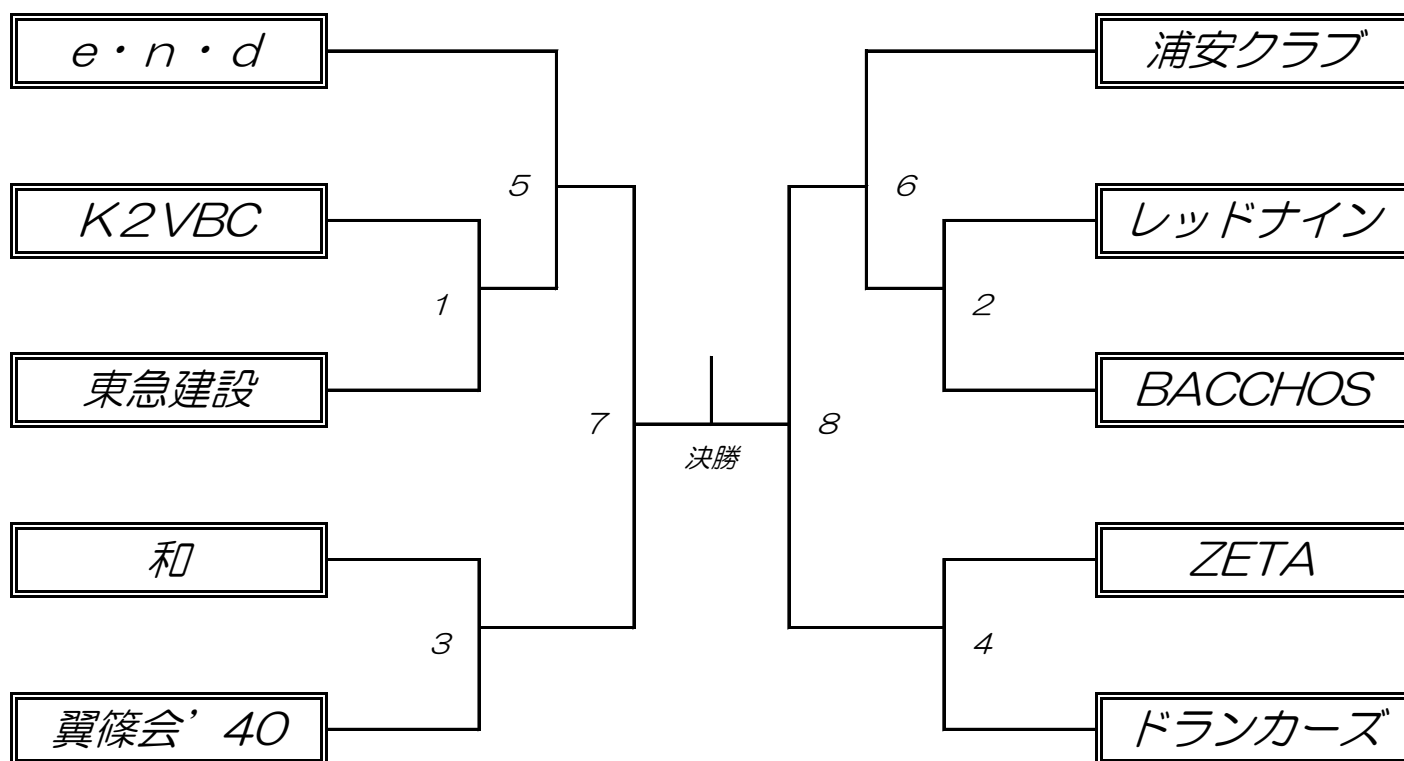 e・n・d
浦安クラブ
5
6
K2VBC
レッドナイン
1
2
東急建設
BACCHOS
7
8
決勝
和
ZETA
3
4
翼篠会’40
ドランカーズ